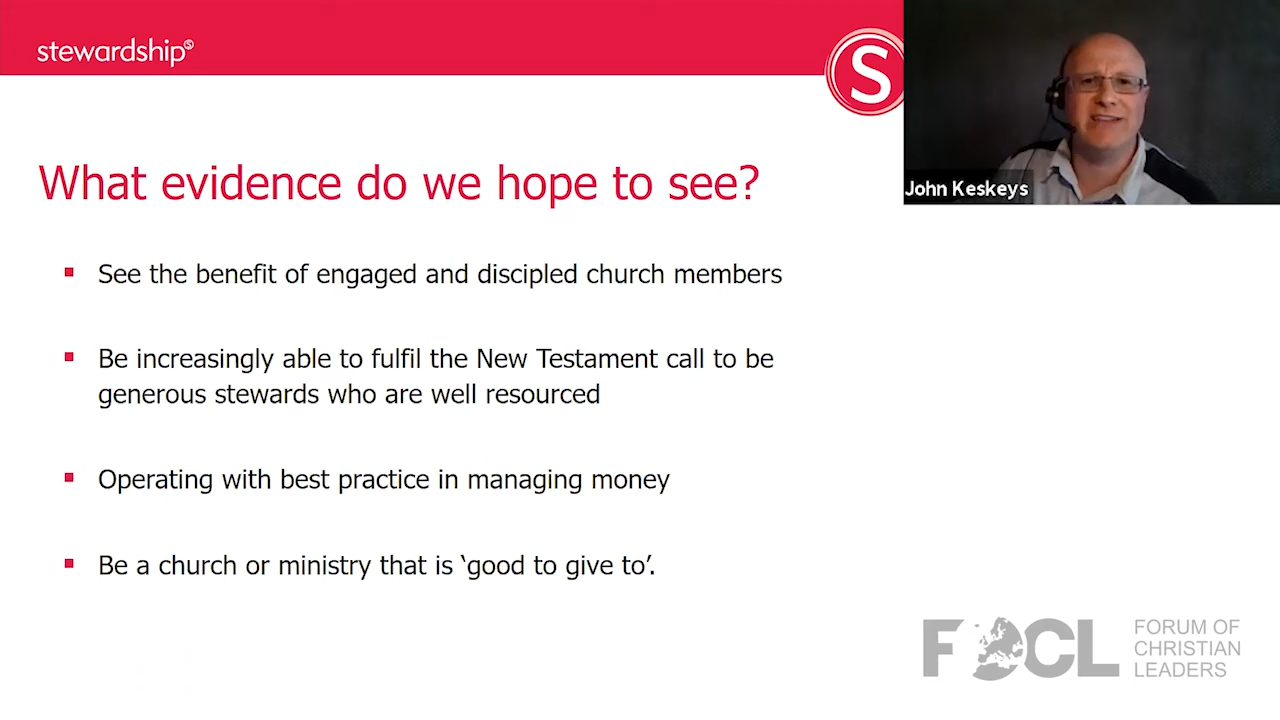 stewardship
S
John Keskeys
What evidence do we hope to see?
See the benefit of engaged and discipled church members
Be increasingly able to fulfil the New Testament call to be
generous stewards who are well resourced
Operating with best practice in managing money
Be a church or ministry that is ‘good to give to’.
FOCL
FORUM OF
CHRISTIAN
LEADERS